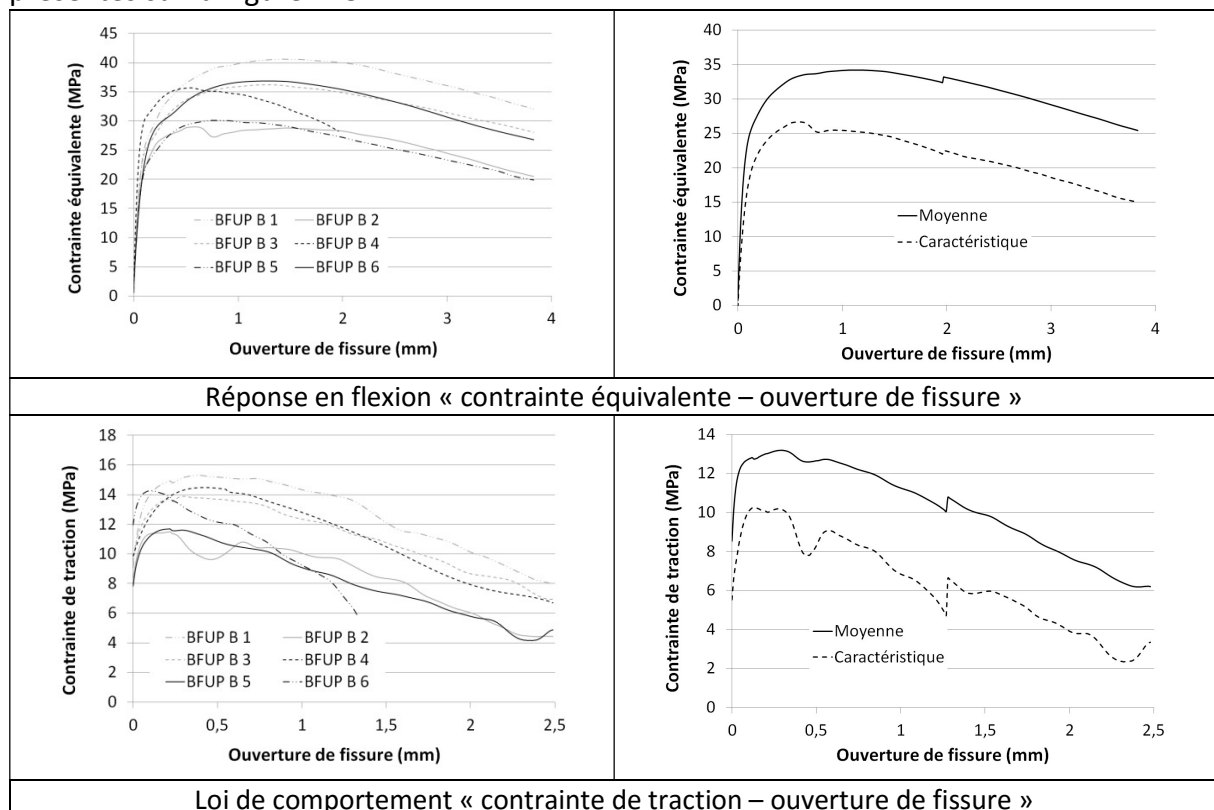 Contrainte équivalente (MPa)
45
40
35
30
25
20
15
10
5
0
BFUP B 1
BFUP B 2
BFUP B 3
BFUP B 4
BFUP B 5
BFUP B 6
0 1 2 3 4
Ouverture de fissure (mm)
Contrainte équivalente (MPa)
40
35
30
25
20
15
10
5
0
Moyenne
Caractéristique
0 1 2 3 4
Ouverture de fissure (mm)
Réponse en flexion « contrainte équivalente – ouverture de fissure »
Contrainte de traction (MPa)
18
16
14
12
10
8
6
4
2
0
BFUP B 1
BFUP B 2
BFUP B 3
BFUP B 4
BFUP B 5
BFUP B 6
0 0,5 1 1,5 2 2,5
Ouverture de fissure (mm)
Contrainte de traction (MPa)
14
12
10
8
6
4
2
0
Moyenne
Caractéristique
0 0,5 1 1,5 2 2,5
Ouverture de fissure (mm)
Loi de comportement « contrainte de traction – ouverture de fissure »